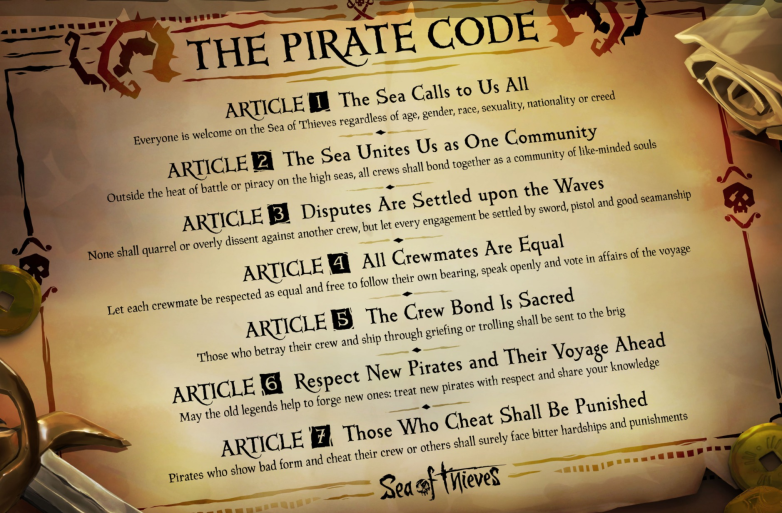 THE PIRATE CODE
ARTICLE 1 The Sea Calls to Us All
Everyone is welcome on the Sea of Thieves regardless of age, gender, race, sexuality, nationality or creed
ARTICLE 2 The Sea Unites Us as One Community
Outside the heat of battle or piracy on the high seas, all crews shall bond together as a community of like-minded souls
ARTICLE 3 Disputes Are Settled upon the Waves
None shall quarrel or overly dissent against another crew, but let every engagement be settled by sword, pistol and good seamanship
ARTICLE 4 All Crewmates Are Equal
Let each crewmate be respected as equal and free to follow their own bearing, speak openly and vote in affairs of the voyage
ARTICLE 5 The Crew Bond Is Sacred
Those who betray their crew and ship through griefing or trolling shall be sent to the brig
ARTICLE 6 Respect New Pirates and Their Voyage Ahead
May the old legends help to forge new ones: treat new pirates with respect and share your knowledge
ARTICLE 7 Those Who Cheat Shall Be Punished
Pirates who show bad form and cheat their crew or others shall surely face bitter hardships and punishments
Sea of Thieves